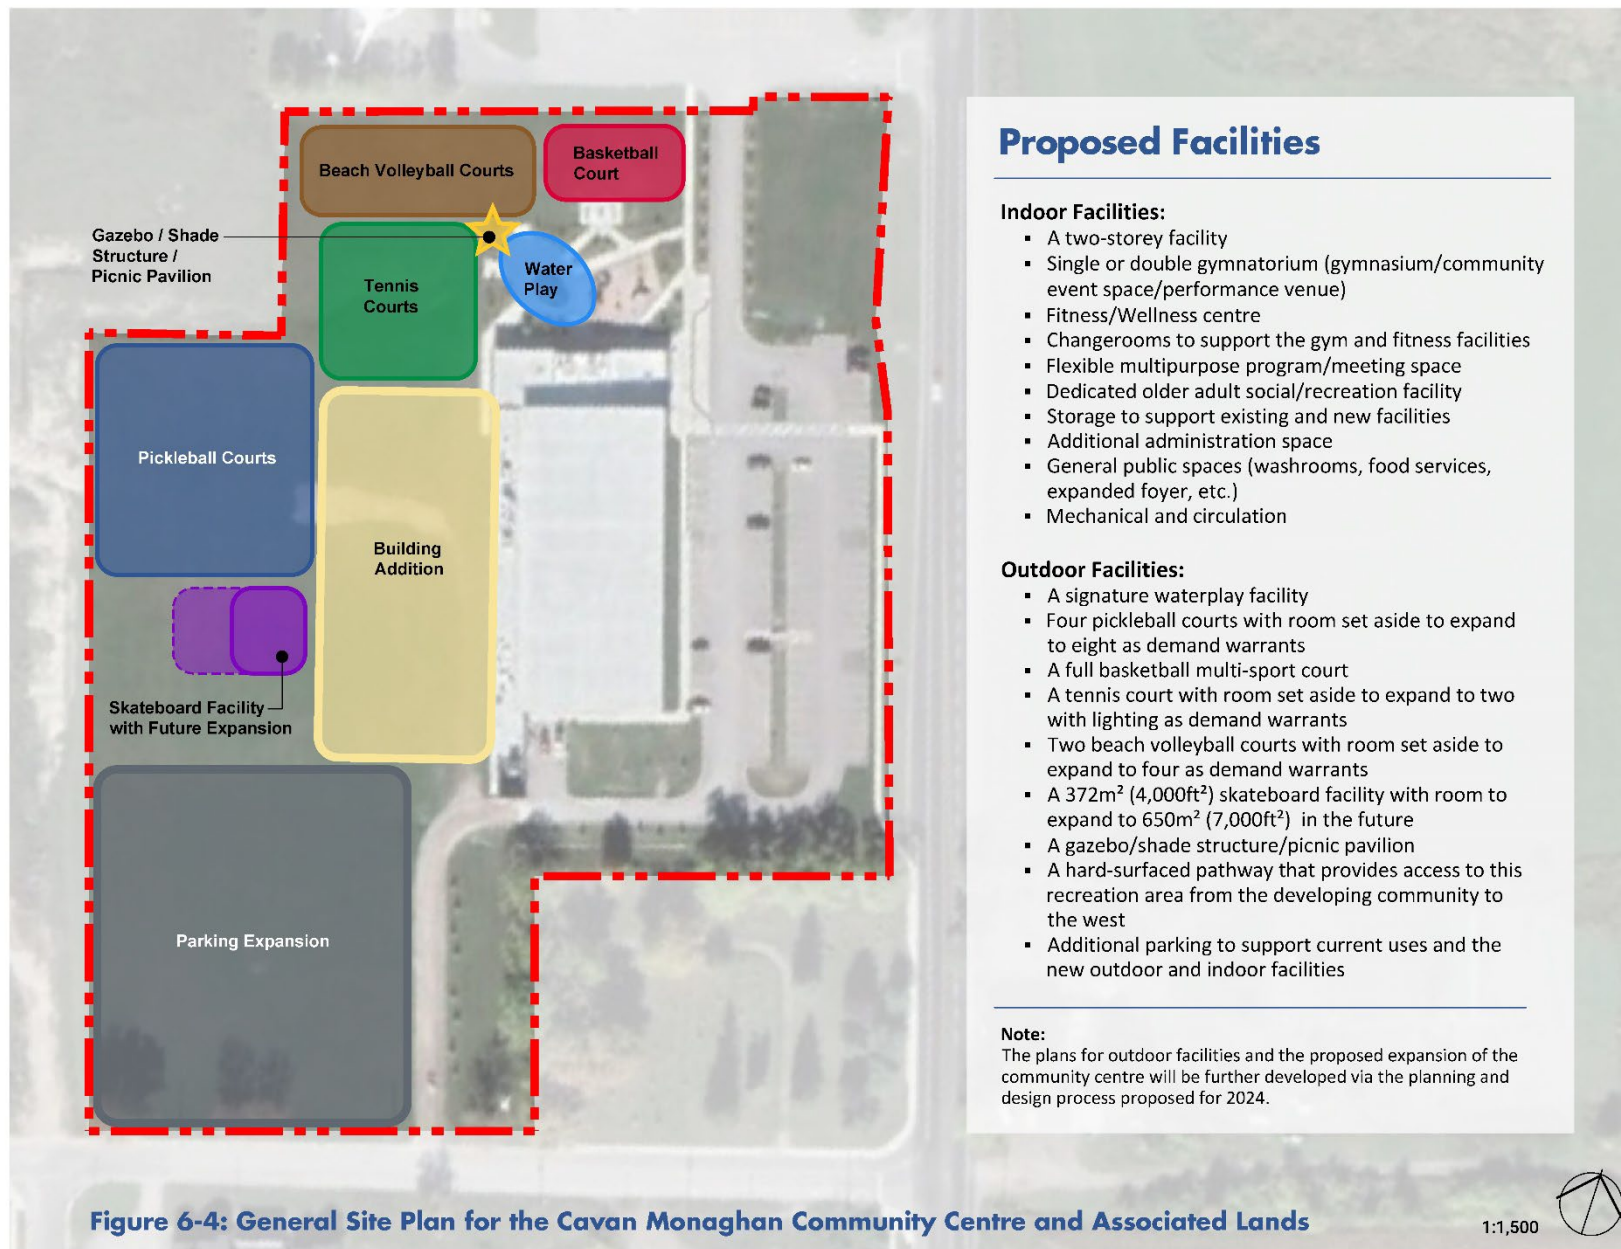 Beach Volleyball Courts
Basketball
Court
Gazebo / Shade
Structure /
Picnic Pavilion
Water
Play
Tennis
Courts
Pickleball Courts
Building
Addition
Skateboard Facility
with Future Expansion
Parking Expansion
Proposed Facilities
Indoor Facilities:
▪ A two-storey facility
▪ Single or double gymnatorium (gymnasium/community
event space/performance venue)
▪ Fitness/Wellness centre
▪ Changerooms to support the gym and fitness facilities
▪ Flexible multipurpose program/meeting space
▪ Dedicated older adult social/recreation facility
▪ Storage to support existing and new facilities
▪ Additional administration space
▪ General public spaces (washrooms, food services,
expanded foyer, etc.)
▪ Mechanical and circulation
Outdoor Facilities:
▪ A signature waterplay facility
▪ Four pickleball courts with room set aside to expand
to eight as demand warrants
▪ A full basketball multi-sport court
▪ A tennis court with room set aside to expand to two
with lighting as demand warrants
▪ Two beach volleyball courts with room set aside to
expand to four as demand warrants
▪ A 372m² (4,000ft²) skateboard facility with room to
expand to 650m² (7,000ft²) in the future
▪ A gazebo/shade structure/picnic pavilion
▪ A hard-surfaced pathway that provides access to this
recreation area from the developing community to
the west
▪ Additional parking to support current uses and the
new outdoor and indoor facilities
Note:
The plans for outdoor facilities and the proposed expansion of the
community centre will be further developed via the planning and
design process proposed for 2024.
Figure 6-4: General Site Plan for the Cavan Monaghan Community Centre and Associated Lands
1:1,500